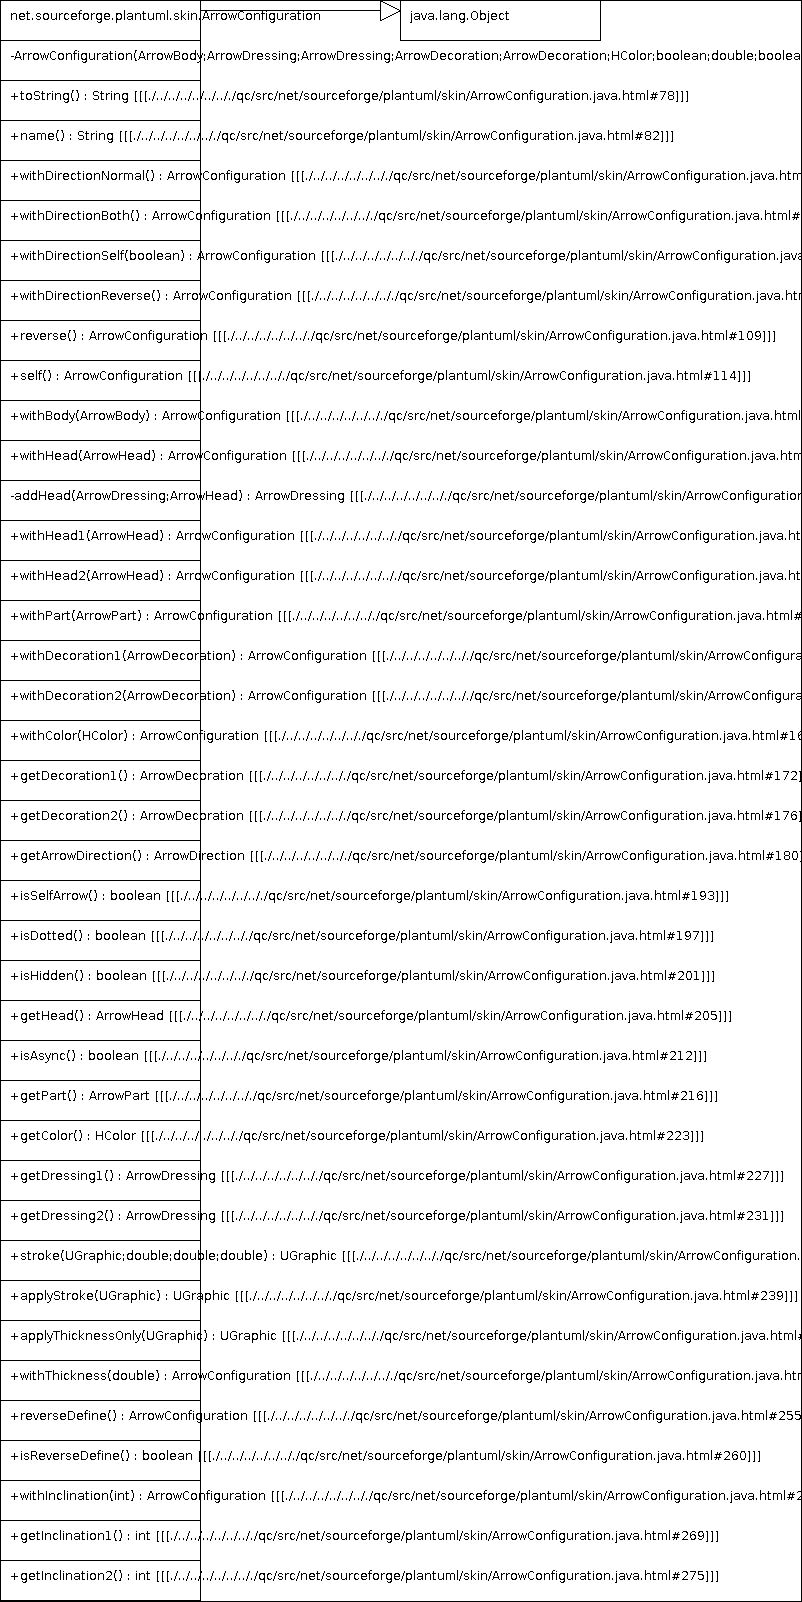 net.sourceforge.plantuml.skin.ArrowConfiguration
java.lang.Object
-ArrowConfiguration(ArrowBody;ArrowDressing;ArrowDressing;ArrowDecoration;ArrowDecoration;HColor;boolean;double;boolea
+toString() : String [[[./../../../../../../../qc/src/net/sourceforge/plantuml/skin/ArrowConfiguration.java.html#78]]]
+name() : String [[[./../../../../../../../qc/src/net/sourceforge/plantuml/skin/ArrowConfiguration.java.html#82]]]
+withDirectionNormal() : ArrowConfiguration [[[./../../../../../../../qc/src/net/sourceforge/plantuml/skin/ArrowConfiguration.java.htm
+withDirectionBoth() : ArrowConfiguration [[[./../../../../../../../qc/src/net/sourceforge/plantuml/skin/ArrowConfiguration.java.html#
+withDirectionSelf(boolean) : ArrowConfiguration [[[./../../../../../../../qc/src/net/sourceforge/plantuml/skin/ArrowConfiguration.java
+withDirectionReverse() : ArrowConfiguration [[[./../../../../../../../qc/src/net/sourceforge/plantuml/skin/ArrowConfiguration.java.ht
+reverse() : ArrowConfiguration [[[./../../../../../../../qc/src/net/sourceforge/plantuml/skin/ArrowConfiguration.java.html#109]]]
+self() : ArrowConfiguration [[[./../../../../../../../qc/src/net/sourceforge/plantuml/skin/ArrowConfiguration.java.html#114]]]
+withBody(ArrowBody) : ArrowConfiguration [[[./../../../../../../../qc/src/net/sourceforge/plantuml/skin/ArrowConfiguration.java.html
+withHead(ArrowHead) : ArrowConfiguration [[[./../../../../../../../qc/src/net/sourceforge/plantuml/skin/ArrowConfiguration.java.htm
-addHead(ArrowDressing;ArrowHead) : ArrowDressing [[[./../../../../../../../qc/src/net/sourceforge/plantuml/skin/ArrowConfiguration
+withHead1(ArrowHead) : ArrowConfiguration [[[./../../../../../../../qc/src/net/sourceforge/plantuml/skin/ArrowConfiguration.java.ht
+withHead2(ArrowHead) : ArrowConfiguration [[[./../../../../../../../qc/src/net/sourceforge/plantuml/skin/ArrowConfiguration.java.ht
+withPart(ArrowPart) : ArrowConfiguration [[[./../../../../../../../qc/src/net/sourceforge/plantuml/skin/ArrowConfiguration.java.html#
+withDecoration1(ArrowDecoration) : ArrowConfiguration [[[./../../../../../../../qc/src/net/sourceforge/plantuml/skin/ArrowConfigura
+withDecoration2(ArrowDecoration) : ArrowConfiguration [[[./../../../../../../../qc/src/net/sourceforge/plantuml/skin/ArrowConfigura
+withColor(HColor) : ArrowConfiguration [[[./../../../../../../../qc/src/net/sourceforge/plantuml/skin/ArrowConfiguration.java.html#16
+getDecoration1() : ArrowDecoration [[[./../../../../../../../qc/src/net/sourceforge/plantuml/skin/ArrowConfiguration.java.html#172]
+getDecoration2() : ArrowDecoration [[[./../../../../../../../qc/src/net/sourceforge/plantuml/skin/ArrowConfiguration.java.html#176]
+getArrowDirection() : ArrowDirection [[[./../../../../../../../qc/src/net/sourceforge/plantuml/skin/ArrowConfiguration.java.html#180]
+isSelfArrow() : boolean [[[./../../../../../../../qc/src/net/sourceforge/plantuml/skin/ArrowConfiguration.java.html#193]]]
+isDotted() : boolean [[[./../../../../../../../qc/src/net/sourceforge/plantuml/skin/ArrowConfiguration.java.html#197]]]
+isHidden() : boolean [[[./../../../../../../../qc/src/net/sourceforge/plantuml/skin/ArrowConfiguration.java.html#201]]]
+getHead() : ArrowHead [[[./../../../../../../../qc/src/net/sourceforge/plantuml/skin/ArrowConfiguration.java.html#205]]]
+isAsync() : boolean [[[./../../../../../../../qc/src/net/sourceforge/plantuml/skin/ArrowConfiguration.java.html#212]]]
+getPart() : ArrowPart [[[./../../../../../../../qc/src/net/sourceforge/plantuml/skin/ArrowConfiguration.java.html#216]]]
+getColor() : HColor [[[./../../../../../../../qc/src/net/sourceforge/plantuml/skin/ArrowConfiguration.java.html#223]]]
+getDressing1() : ArrowDressing [[[./../../../../../../../qc/src/net/sourceforge/plantuml/skin/ArrowConfiguration.java.html#227]]]
+getDressing2() : ArrowDressing [[[./../../../../../../../qc/src/net/sourceforge/plantuml/skin/ArrowConfiguration.java.html#231]]]
+stroke(UGraphic;double;double;double) : UGraphic [[[./../../../../../../../qc/src/net/sourceforge/plantuml/skin/ArrowConfiguration.
+applyStroke(UGraphic) : UGraphic [[[./../../../../../../../qc/src/net/sourceforge/plantuml/skin/ArrowConfiguration.java.html#239]]]
+applyThicknessOnly(UGraphic) : UGraphic [[[./../../../../../../../qc/src/net/sourceforge/plantuml/skin/ArrowConfiguration.java.html#
+withThickness(double) : ArrowConfiguration [[[./../../../../../../../qc/src/net/sourceforge/plantuml/skin/ArrowConfiguration.java.ht
+reverseDefine() : ArrowConfiguration [[[./../../../../../../../qc/src/net/sourceforge/plantuml/skin/ArrowConfiguration.java.html#255
+isReverseDefine() : boolean [[[./../../../../../../../qc/src/net/sourceforge/plantuml/skin/ArrowConfiguration.java.html#260]]]
+withInclination(int) : ArrowConfiguration [[[./../../../../../../../qc/src/net/sourceforge/plantuml/skin/ArrowConfiguration.java.html#2
+getInclination1() : int [[[./../../../../../../../qc/src/net/sourceforge/plantuml/skin/ArrowConfiguration.java.html#269]]]
+getInclination2() : int [[[./../../../../../../../qc/src/net/sourceforge/plantuml/skin/ArrowConfiguration.java.html#275]]]